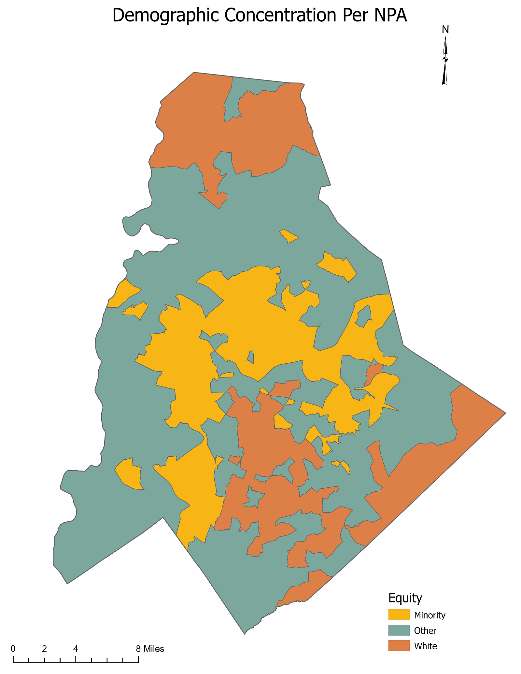 Demographic Concentration Per NPA
N
Equity
Minority
Other
White
0 2 4 8 Miles